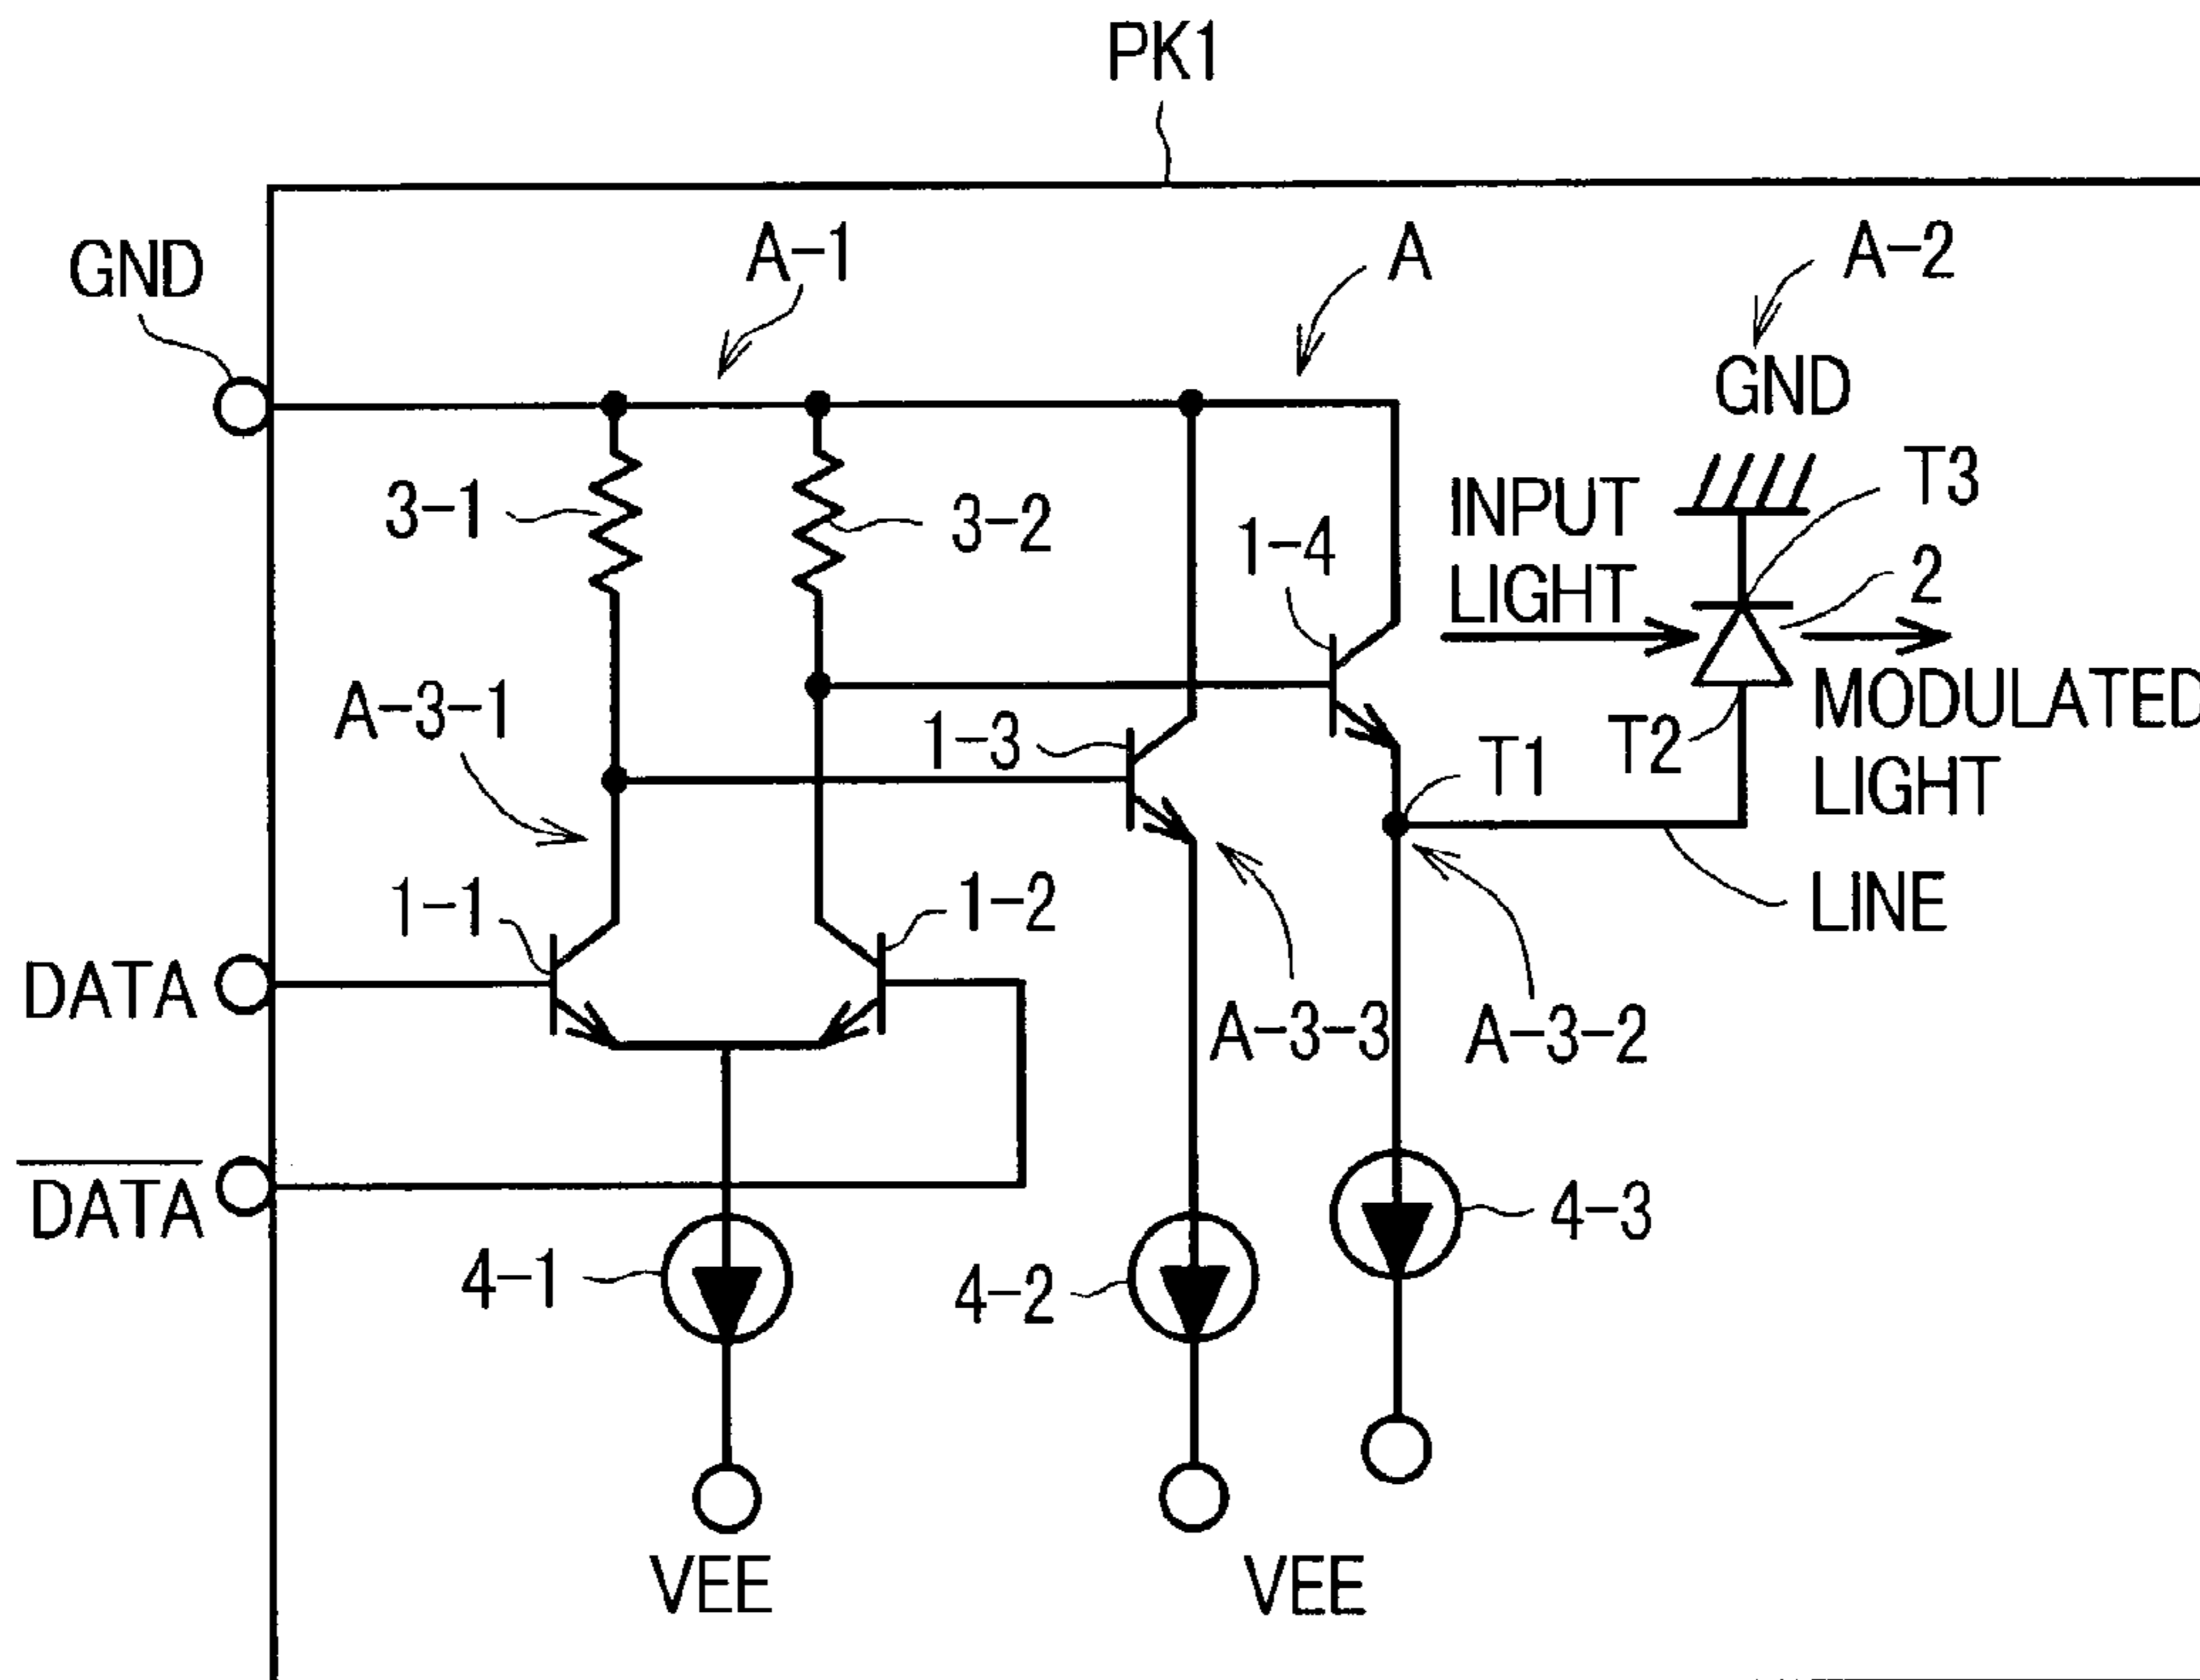 PK1
A-1
A
A-2
GND
GND
3-1
3-2
INPUT
LIGHT
T3
1-4
2
A-3-1
1-3
T1
T2
MODULATED
LIGHT
1-1
1-2
LINE
DATA
A-3-3
A-3-2
D̅A̅T̅A̅
4-1
4-2
4-3
VEE
VEE